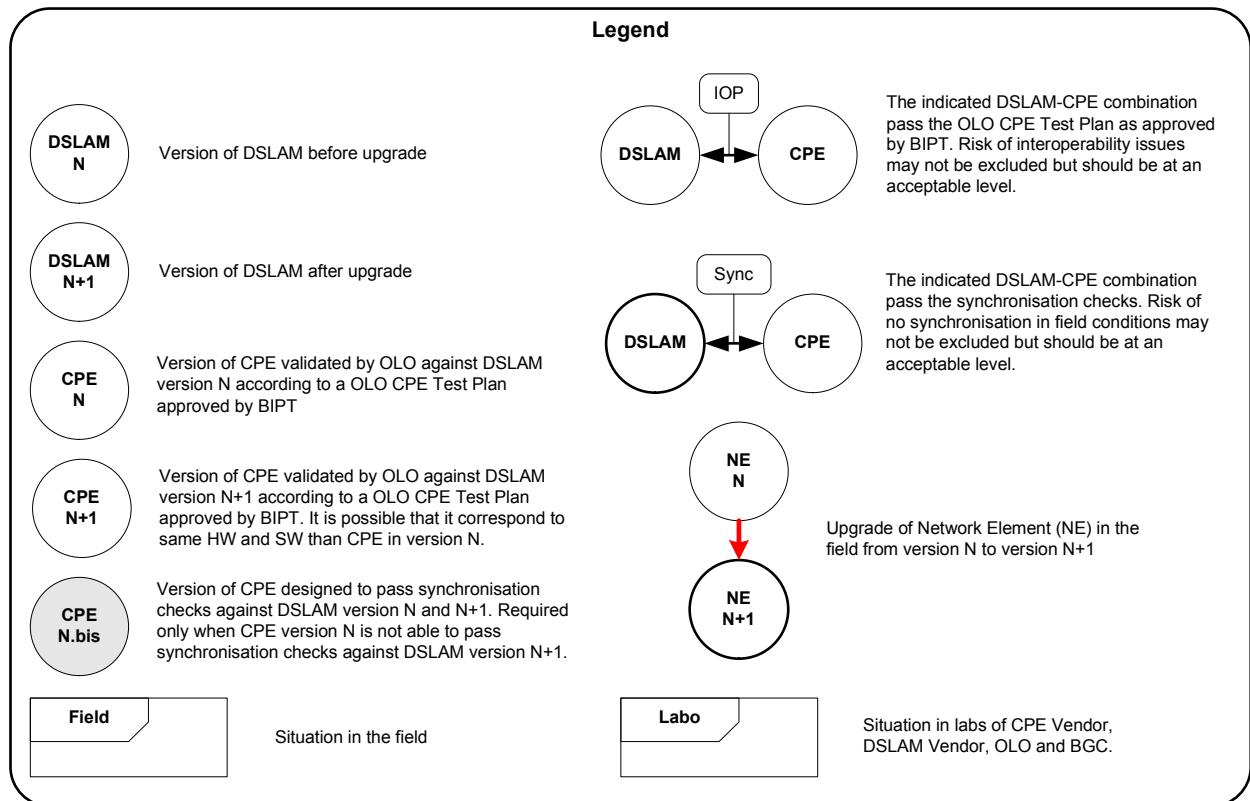 Legend
DSLAM
N
Version of DSLAM before upgrade
DSLAM
N+1
Version of DSLAM after upgrade
CPE
N
Version of CPE validated by OLO against DSLAM
version N according to a OLO CPE Test Plan
approved by BIPT
CPE
N+1
Version of CPE validated by OLO against DSLAM
version N+1 according to a OLO CPE Test Plan
approved by BIPT. It is possible that it correspond to
same HW and SW than CPE in version N.
CPE
N.bis
Version of CPE designed to pass synchronisation
checks against DSLAM version N and N+1. Required
only when CPE version N is not able to pass
synchronisation checks against DSLAM version N+1.
Field
Situation in the field
IOP
DSLAM
CPE
The indicated DSLAM-CPE combination
pass the OLO CPE Test Plan as approved
by BIPT. Risk of interoperability issues
may not be excluded but should be at an
acceptable level.
Sync
DSLAM
CPE
The indicated DSLAM-CPE combination
pass the synchronisation checks. Risk of
no synchronisation in field conditions may
not be excluded but should be at an
acceptable level.
NE
N
NE
N+1
Upgrade of Network Element (NE) in the
field from version N to version N+1
Labo
Situation in labs of CPE Vendor,
DSLAM Vendor, OLO and BGC.